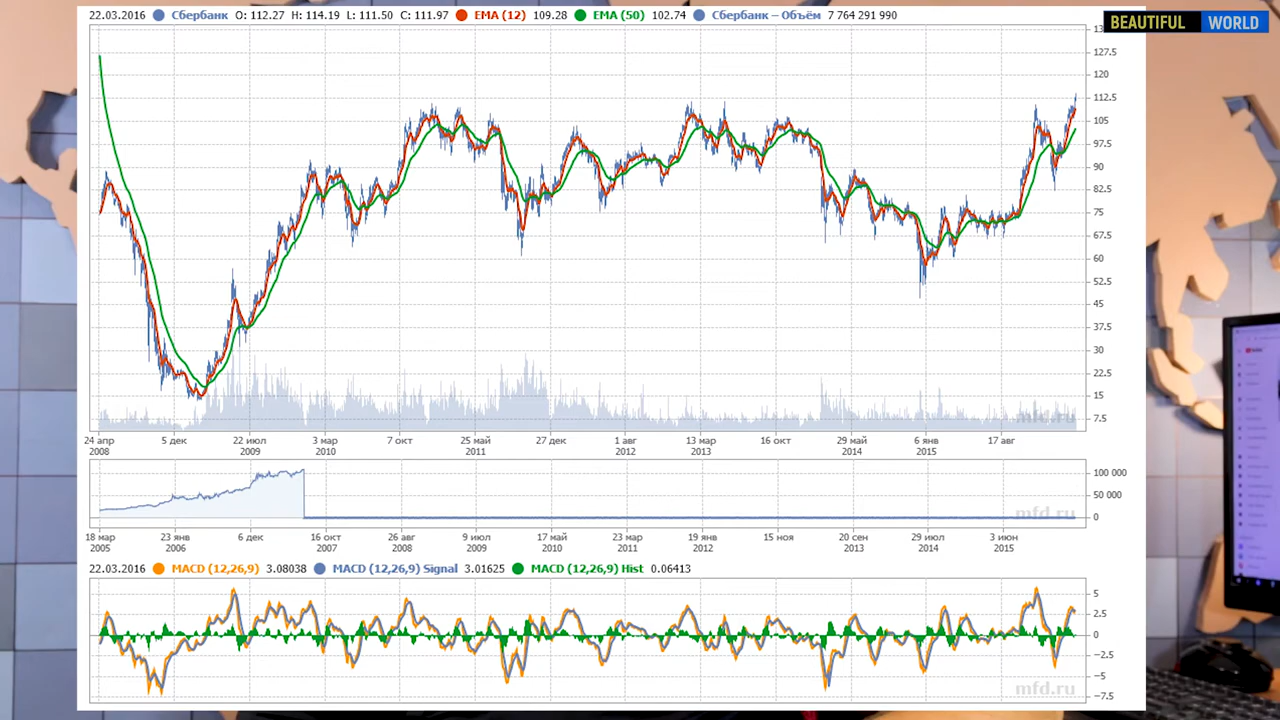 BEAUTIFUL WORLD
22.03.2016 Сбербанк O: 112.27 H: 114.19 L: 111.50 C: 111.97 EMA (12) 109.28 EMA (50) 102.74 Сбербанк – Объём 7 764 291 990
127.5
120
112.5
105
97.5
90
82.5
75
67.5
60
52.5
45
37.5
30
22.5
15
7.5
mfd.ru
24 апр 5 дек 22 июл 3 мар 7 окт 25 май 27 дек 1 авг 13 мар 16 окт 29 май 6 янв 17 авг
2008 2009 2010 2011 2012 2013 2014 2015
100 000
50 000
0
mfd.ru
18 мар 23 янв 6 дек 16 окт 26 авг 9 июл 17 май 23 мар 19 янв 15 ноя 20 сен 29 июл 3 июн
2005 2006 2007 2008 2009 2010 2011 2012 2013 2014 2015
22.03.2016 MACD (12,26,9) 3.08038 MACD (12,26,9) Signal 3.01625 MACD (12,26,9) Hist 0.06413
5
2.5
0
−2.5
−5
−7.5
mfd.ru